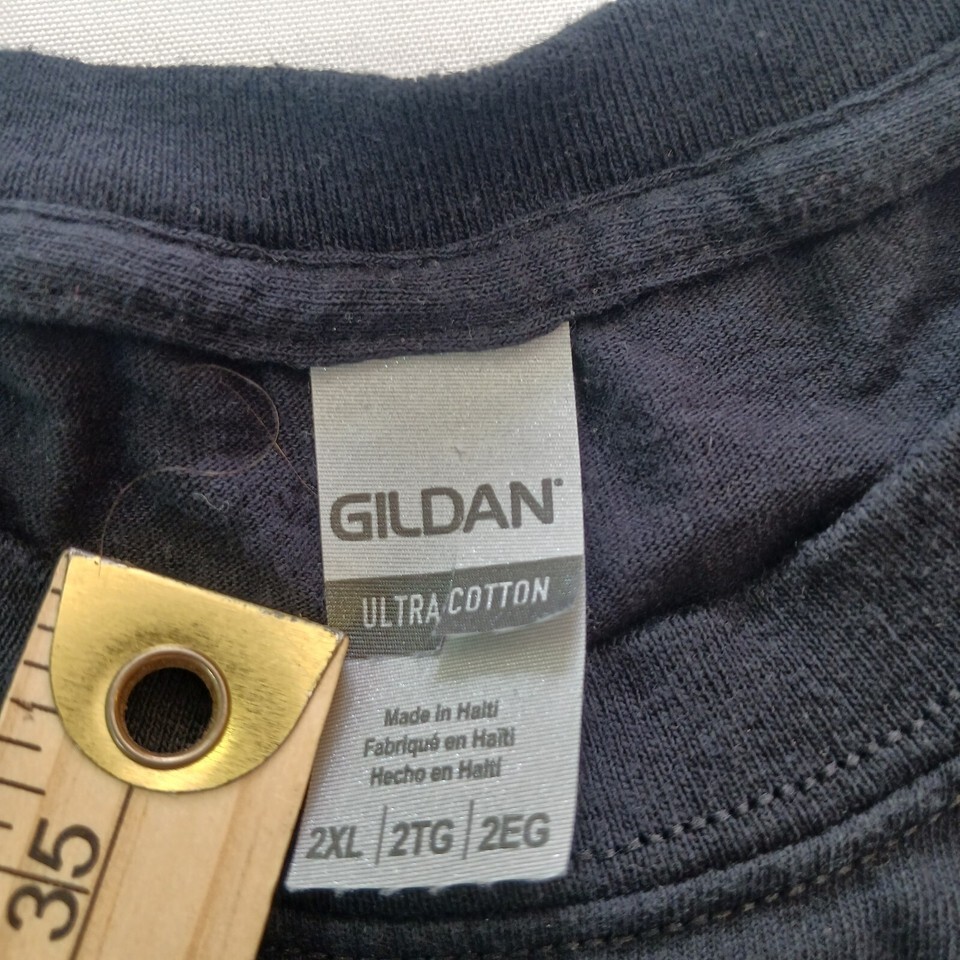 GILDAN
ULTRA COTTON
Made in Haiti
Fabriqué en Haïti
Hecho en Haití
2XL | 2TG | 2EG
35